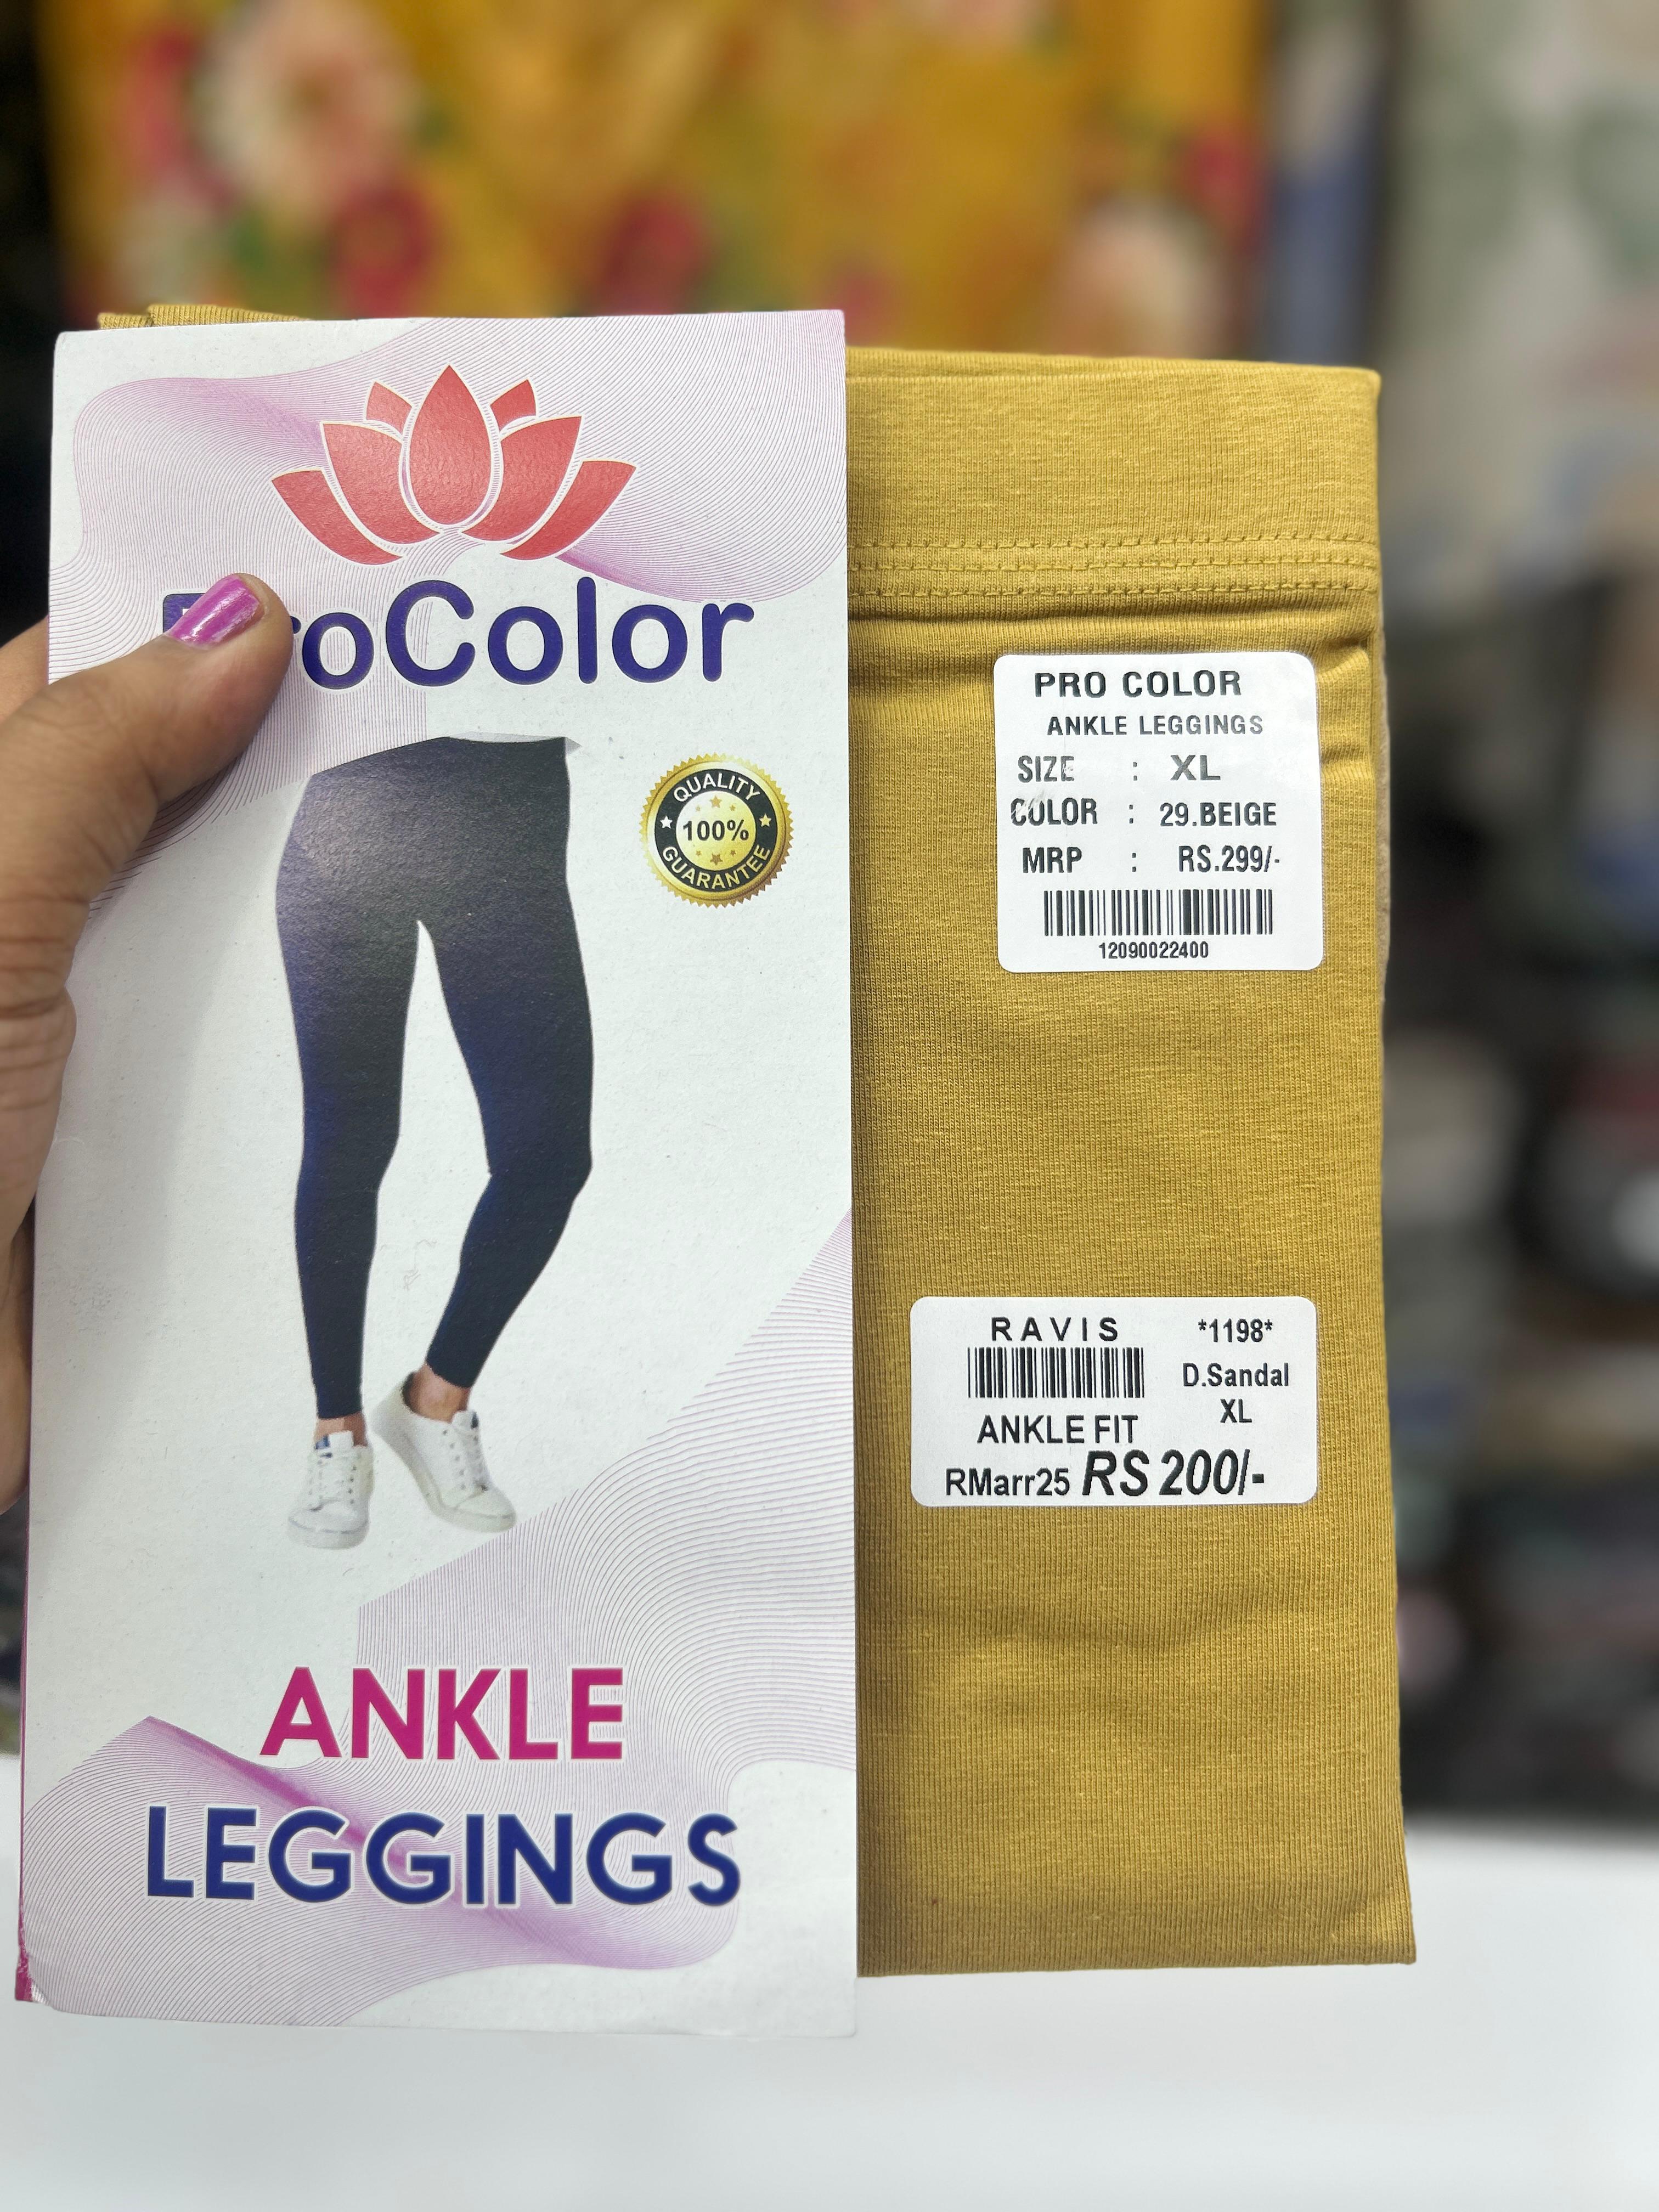 ProColor
QUALITY
100%
GUARANTEE
ANKLE
LEGGINGS
PRO COLOR
ANKLE LEGGINGS
SIZE : XL
COLOR : 29.BEIGE
MRP : RS.299/-
12090022400
RAVIS *1198*
D.Sandal
XL
ANKLE FIT
RMarr25 RS 200/-